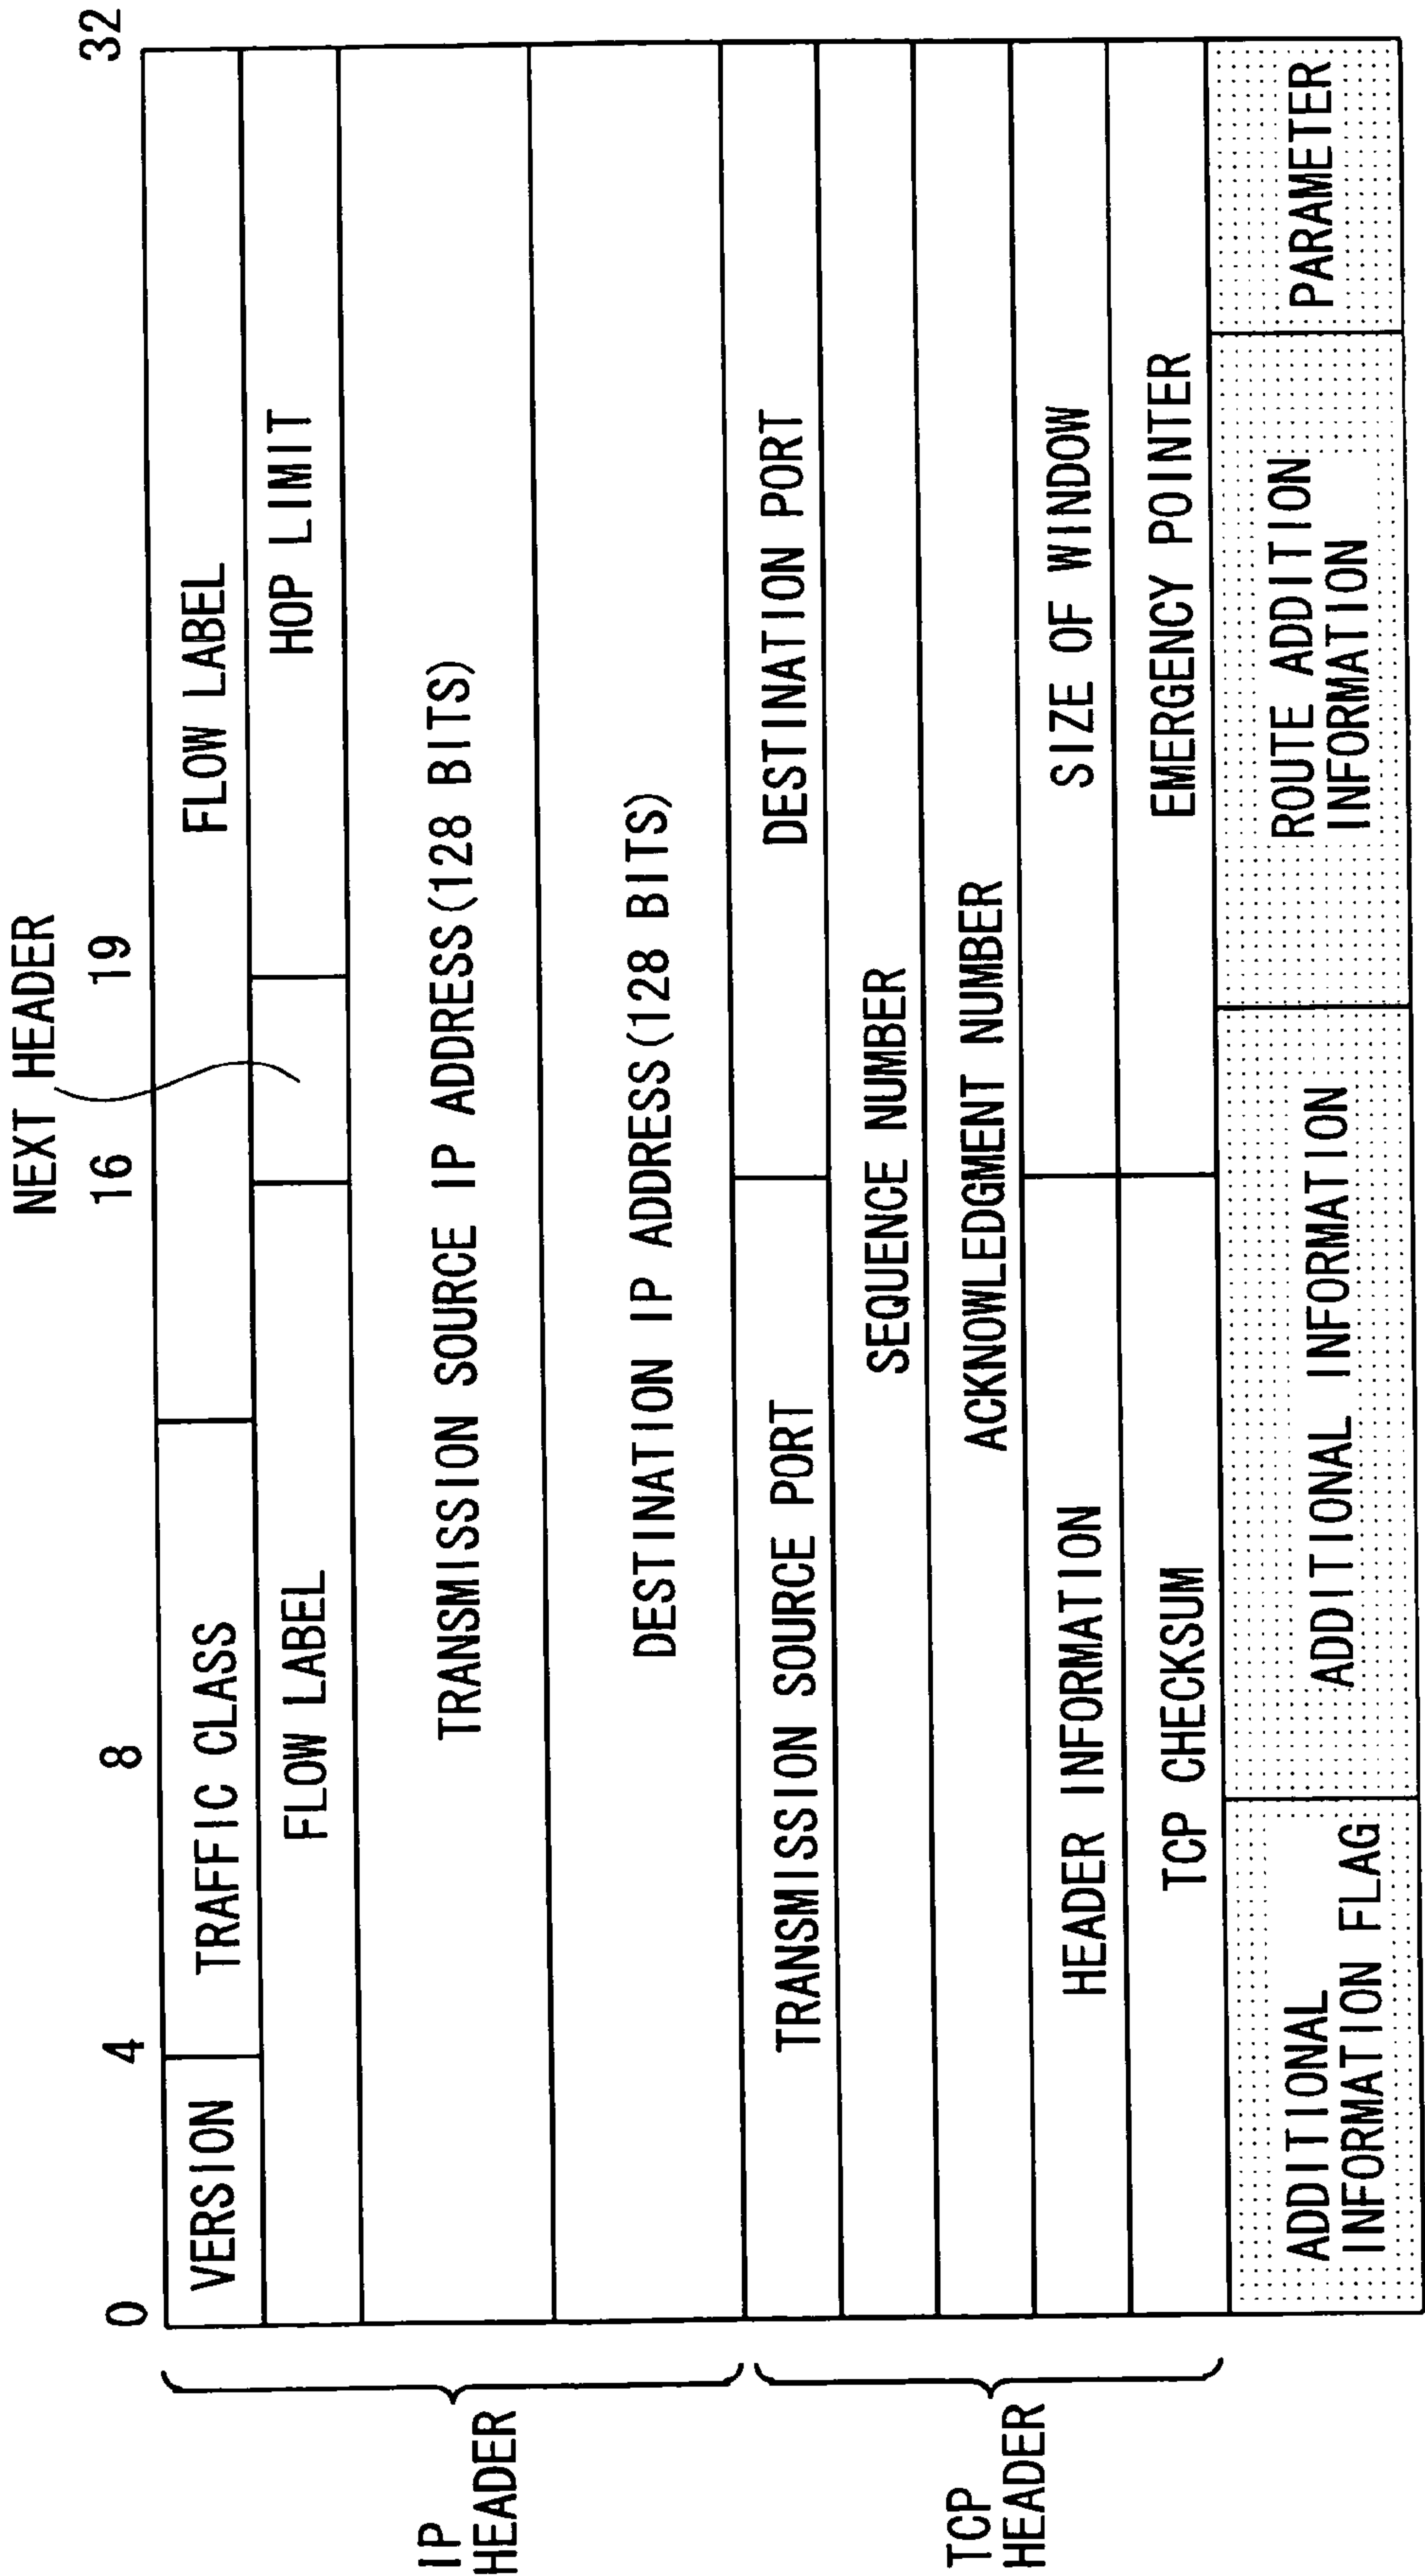 NEXT HEADER
0 4 8 16 19 32
IP
HEADER
VERSION TRAFFIC CLASS FLOW LABEL
FLOW LABEL HOP LIMIT
TRANSMISSION SOURCE IP ADDRESS(128 BITS)
DESTINATION IP ADDRESS(128 BITS)
TCP
HEADER
TRANSMISSION SOURCE PORT DESTINATION PORT
SEQUENCE NUMBER
ACKNOWLEDGMENT NUMBER
HEADER INFORMATION SIZE OF WINDOW
TCP CHECKSUM EMERGENCY POINTER
ADDITIONAL
INFORMATION FLAG
ADDITIONAL INFORMATION
ROUTE ADDITION
INFORMATION
PARAMETER